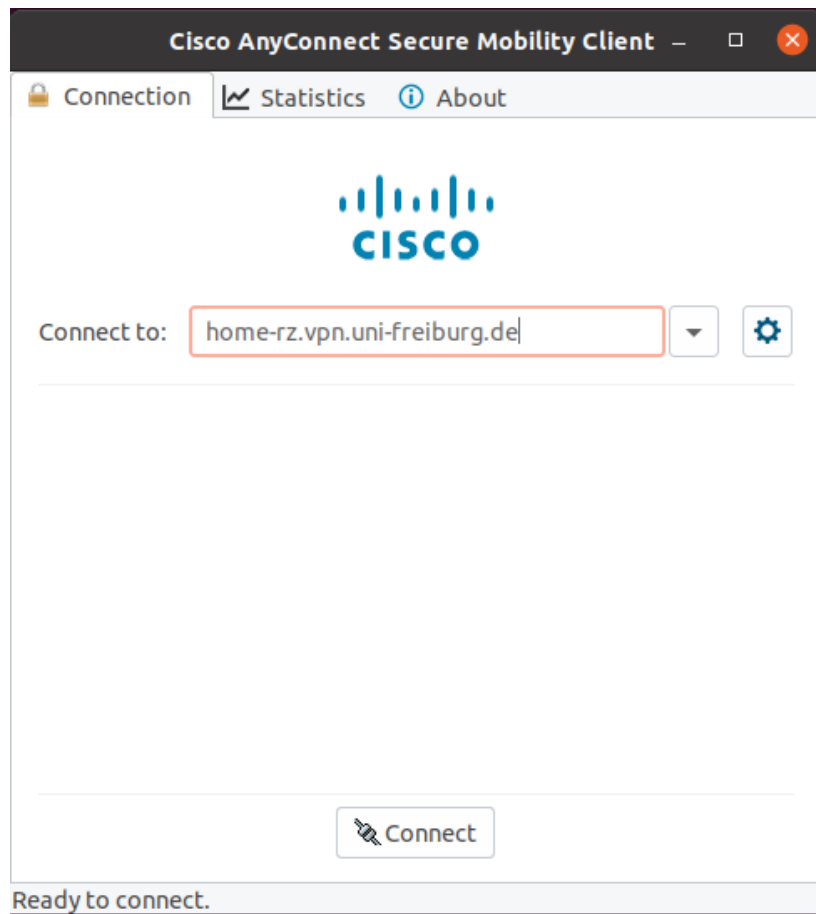 Cisco AnyConnect Secure Mobility Client
Connection Statistics About
CISCO
Connect to: home-rz.vpn.uni-freiburg.de
Connect
Ready to connect.